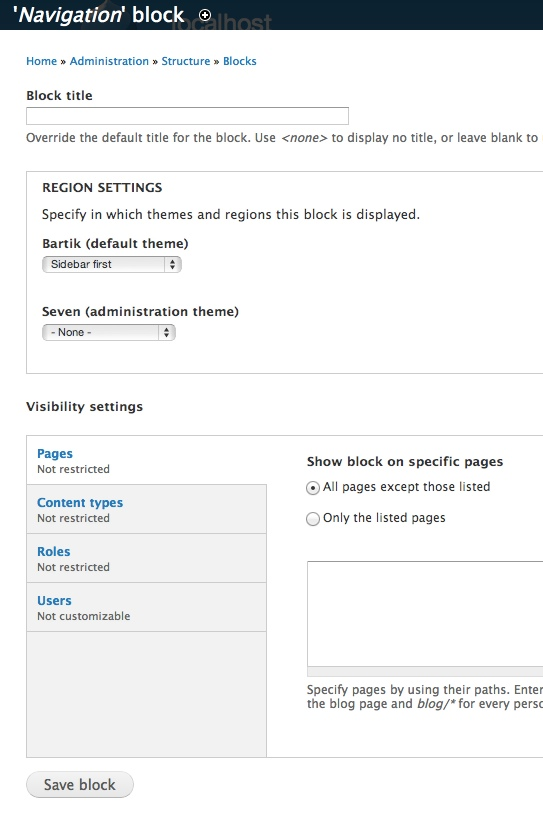 'Navigation' block
localhost
Home » Administration » Structure » Blocks
Block title
Override the default title for the block. Use <none> to display no title, or leave blank to
REGION SETTINGS
Specify in which themes and regions this block is displayed.
Bartik (default theme)
Sidebar first
Seven (administration theme)
- None -
Visibility settings
Pages
Not restricted
Content types
Not restricted
Roles
Not restricted
Users
Not customizable
Show block on specific pages
All pages except those listed
Only the listed pages
Specify pages by using their paths. Enter
the blog page and blog/* for every perso
Save block